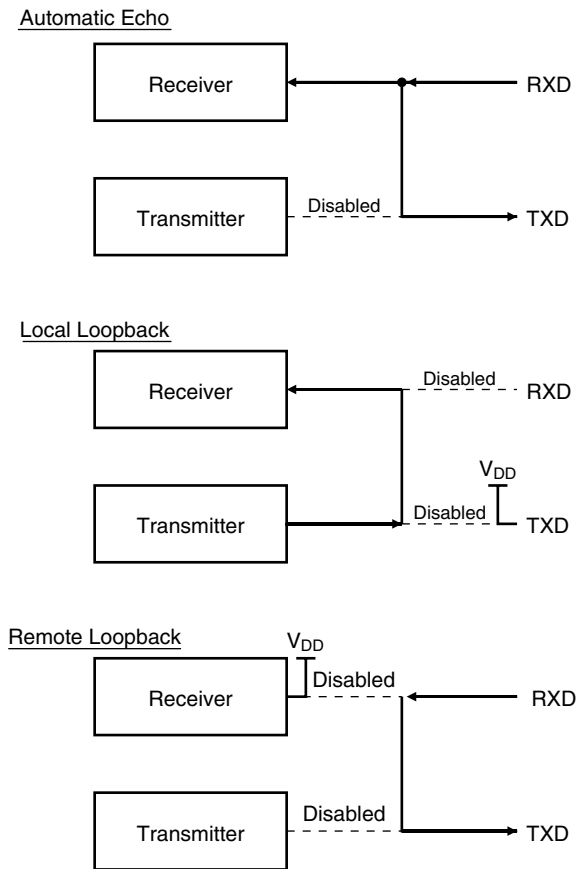 Automatic Echo
Receiver
RXD
Transmitter
Disabled
TXD
Local Loopback
Receiver
Disabled
RXD
VDD
Transmitter
Disabled
TXD
Remote Loopback
VDD
Receiver
Disabled
RXD
Transmitter
Disabled
TXD